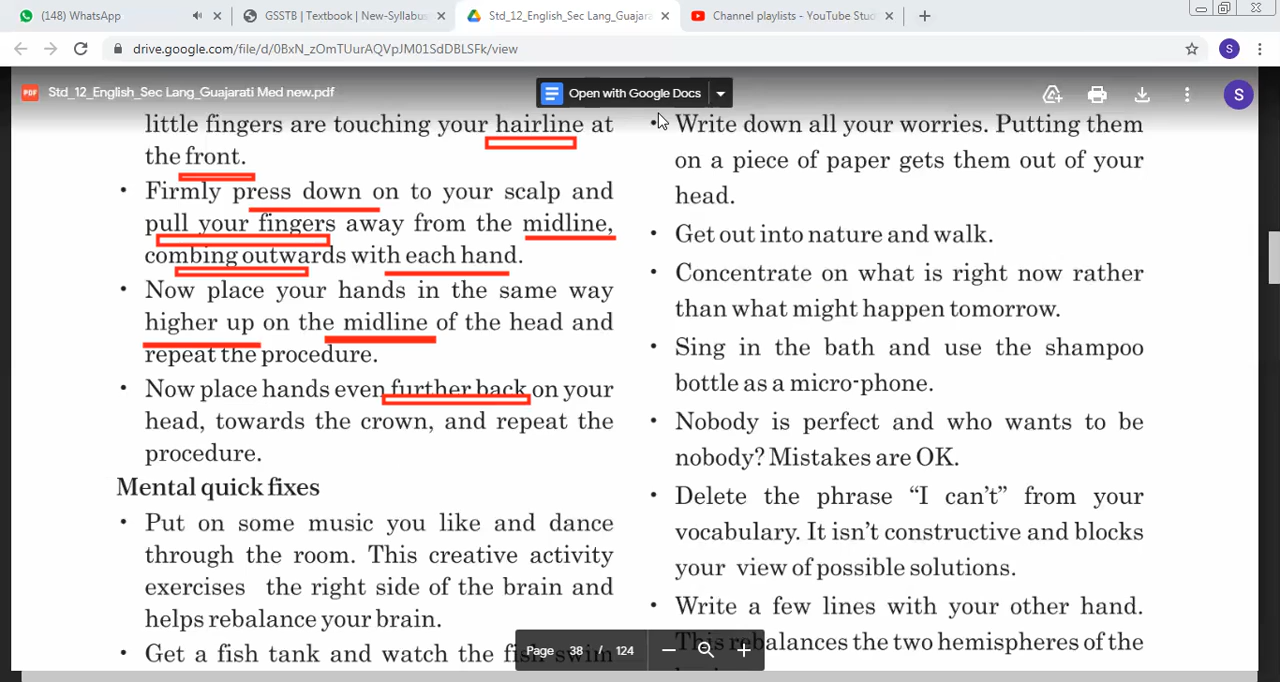 (148) WhatsApp
GSSTB | Textbook | New-Syllabus
Std_12_English_Sec Lang_Guajara
Channel playlists - YouTube Stu
drive.google.com/file/d/0BxN_zOmTUurAQVpJM01SdDBLSFk/view
S
PDF
Std_12_English_Sec Lang_Guajarati Med new.pdf
Open with Google Docs
S
little fingers are touching your hairline at
the front.
• Firmly press down on to your scalp and
pull your fingers away from the midline,
combing outwards with each hand.
• Now place your hands in the same way
higher up on the midline of the head and
repeat the procedure.
• Now place hands even further back on your
head, towards the crown, and repeat the
procedure.
Mental quick fixes
• Put on some music you like and dance
through the room. This creative activity
exercises the right side of the brain and
helps rebalance your brain.
• Get a fish tank and watch the fish swim
• Write down all your worries. Putting them
on a piece of paper gets them out of your
head.
• Get out into nature and walk.
• Concentrate on what is right now rather
than what might happen tomorrow.
• Sing in the bath and use the shampoo
bottle as a micro-phone.
• Nobody is perfect and who wants to be
nobody? Mistakes are OK.
• Delete the phrase “I can’t” from your
vocabulary. It isn’t constructive and blocks
your view of possible solutions.
• Write a few lines with your other hand.
This rebalances the two hemispheres of the
Page 38 / 124